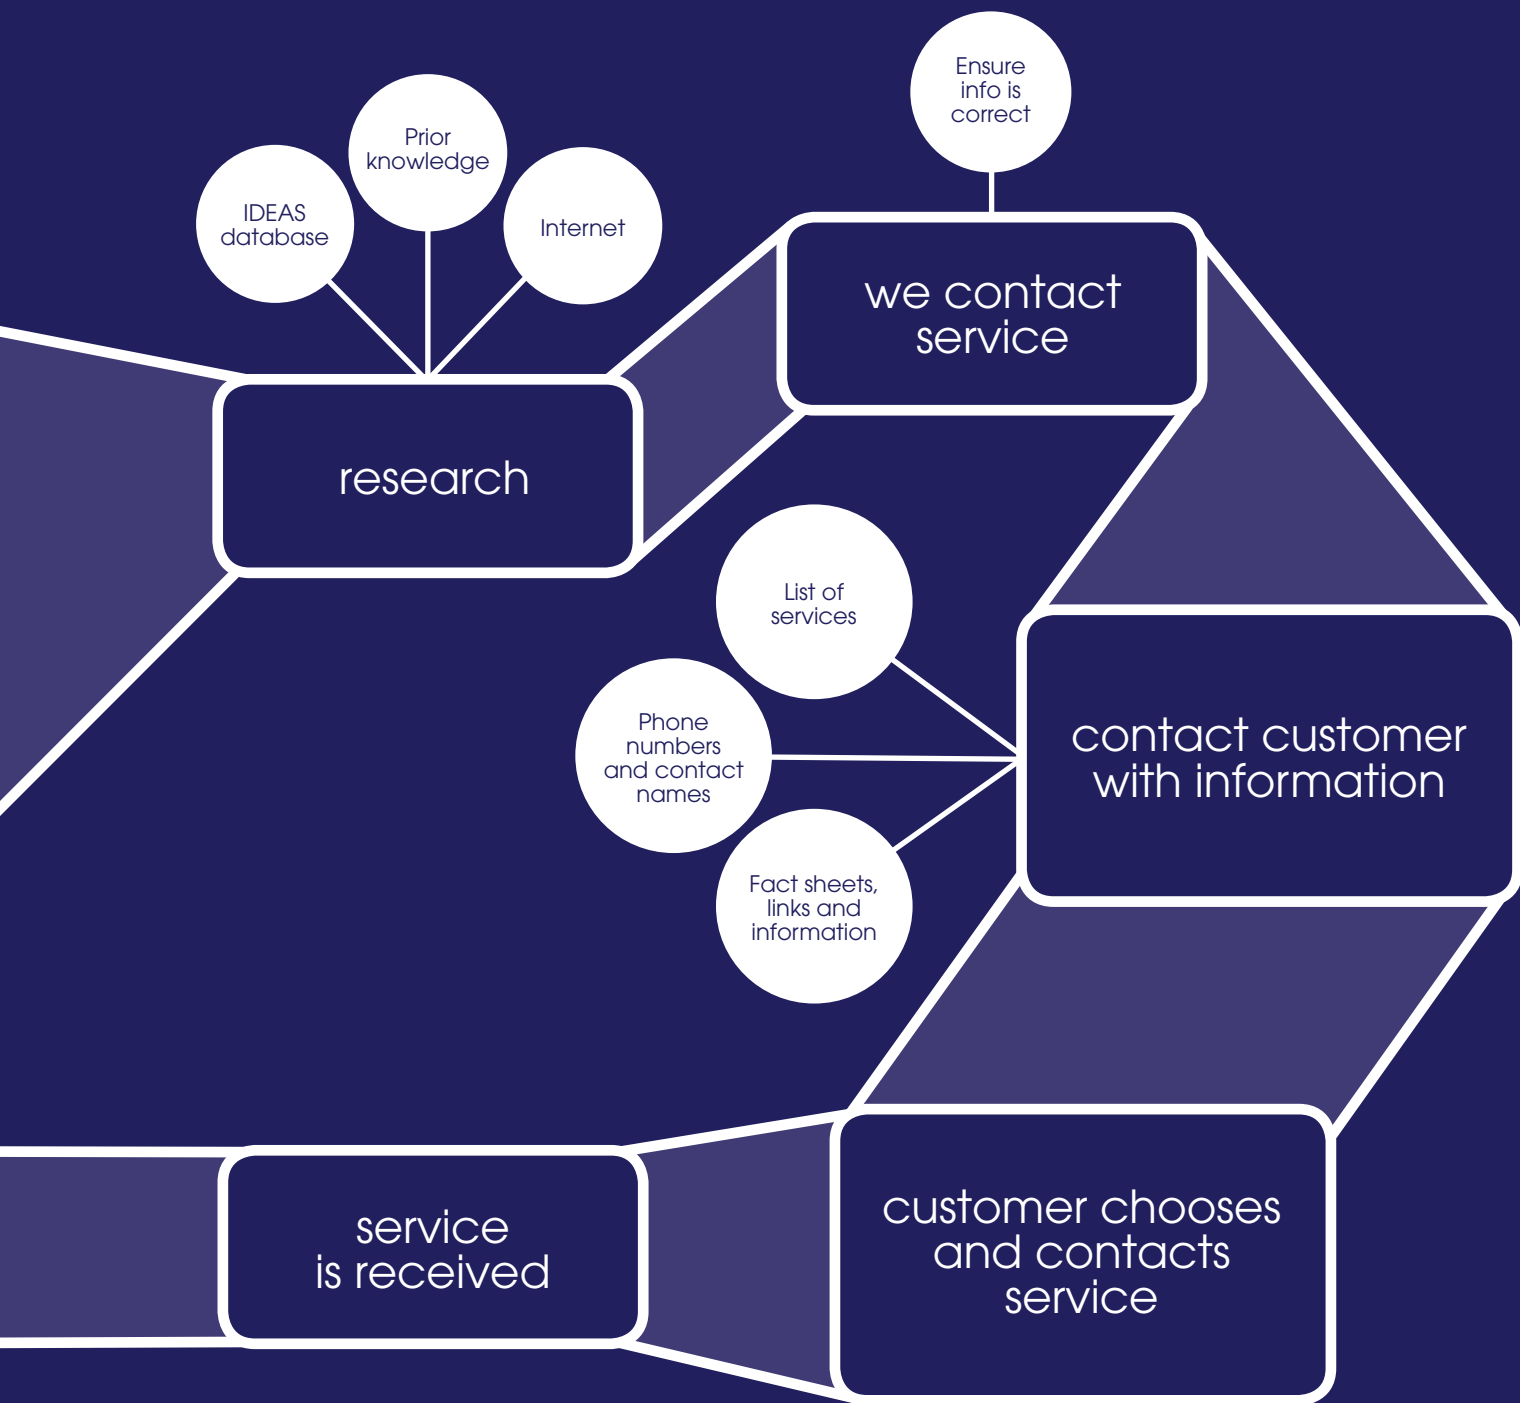 Ensure
info is
correct
Prior
knowledge
IDEAS
database
Internet
we contact
service
research
List of
services
Phone
numbers
and contact
names
Fact sheets,
links and
information
contact customer
with information
customer chooses
and contacts
service
service
is received